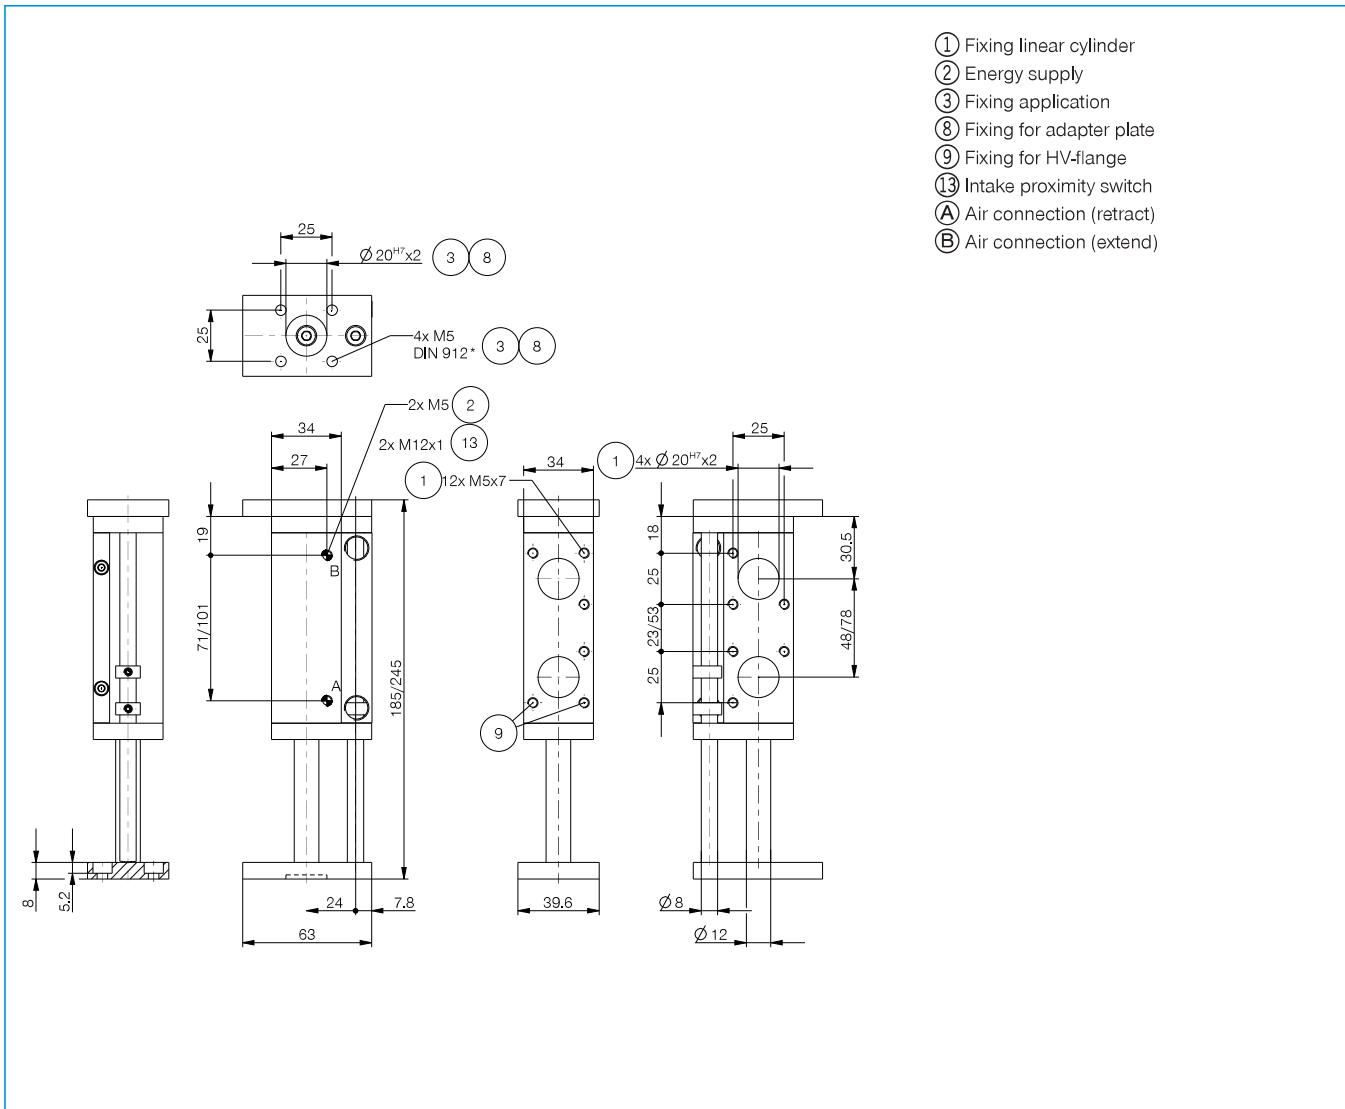 1 Fixing linear cylinder
2 Energy supply
3 Fixing application
8 Fixing for adapter plate
9 Fixing for HV-flange
13 Intake proximity switch
A Air connection (retract)
B Air connection (extend)
25
Ø 20H7x2 3 8
25
4x M5
DIN 912* 3 8
2x M5 2
34
2x M12x1 13
27
1 12x M5x7
34
1 4x Ø 20H7x2
25
19
B
71/101
A
185/245
18
25
23/53
25
30.5
48/78
9
8
5.2
24
7.8
63
39.6
Ø 8
Ø 12